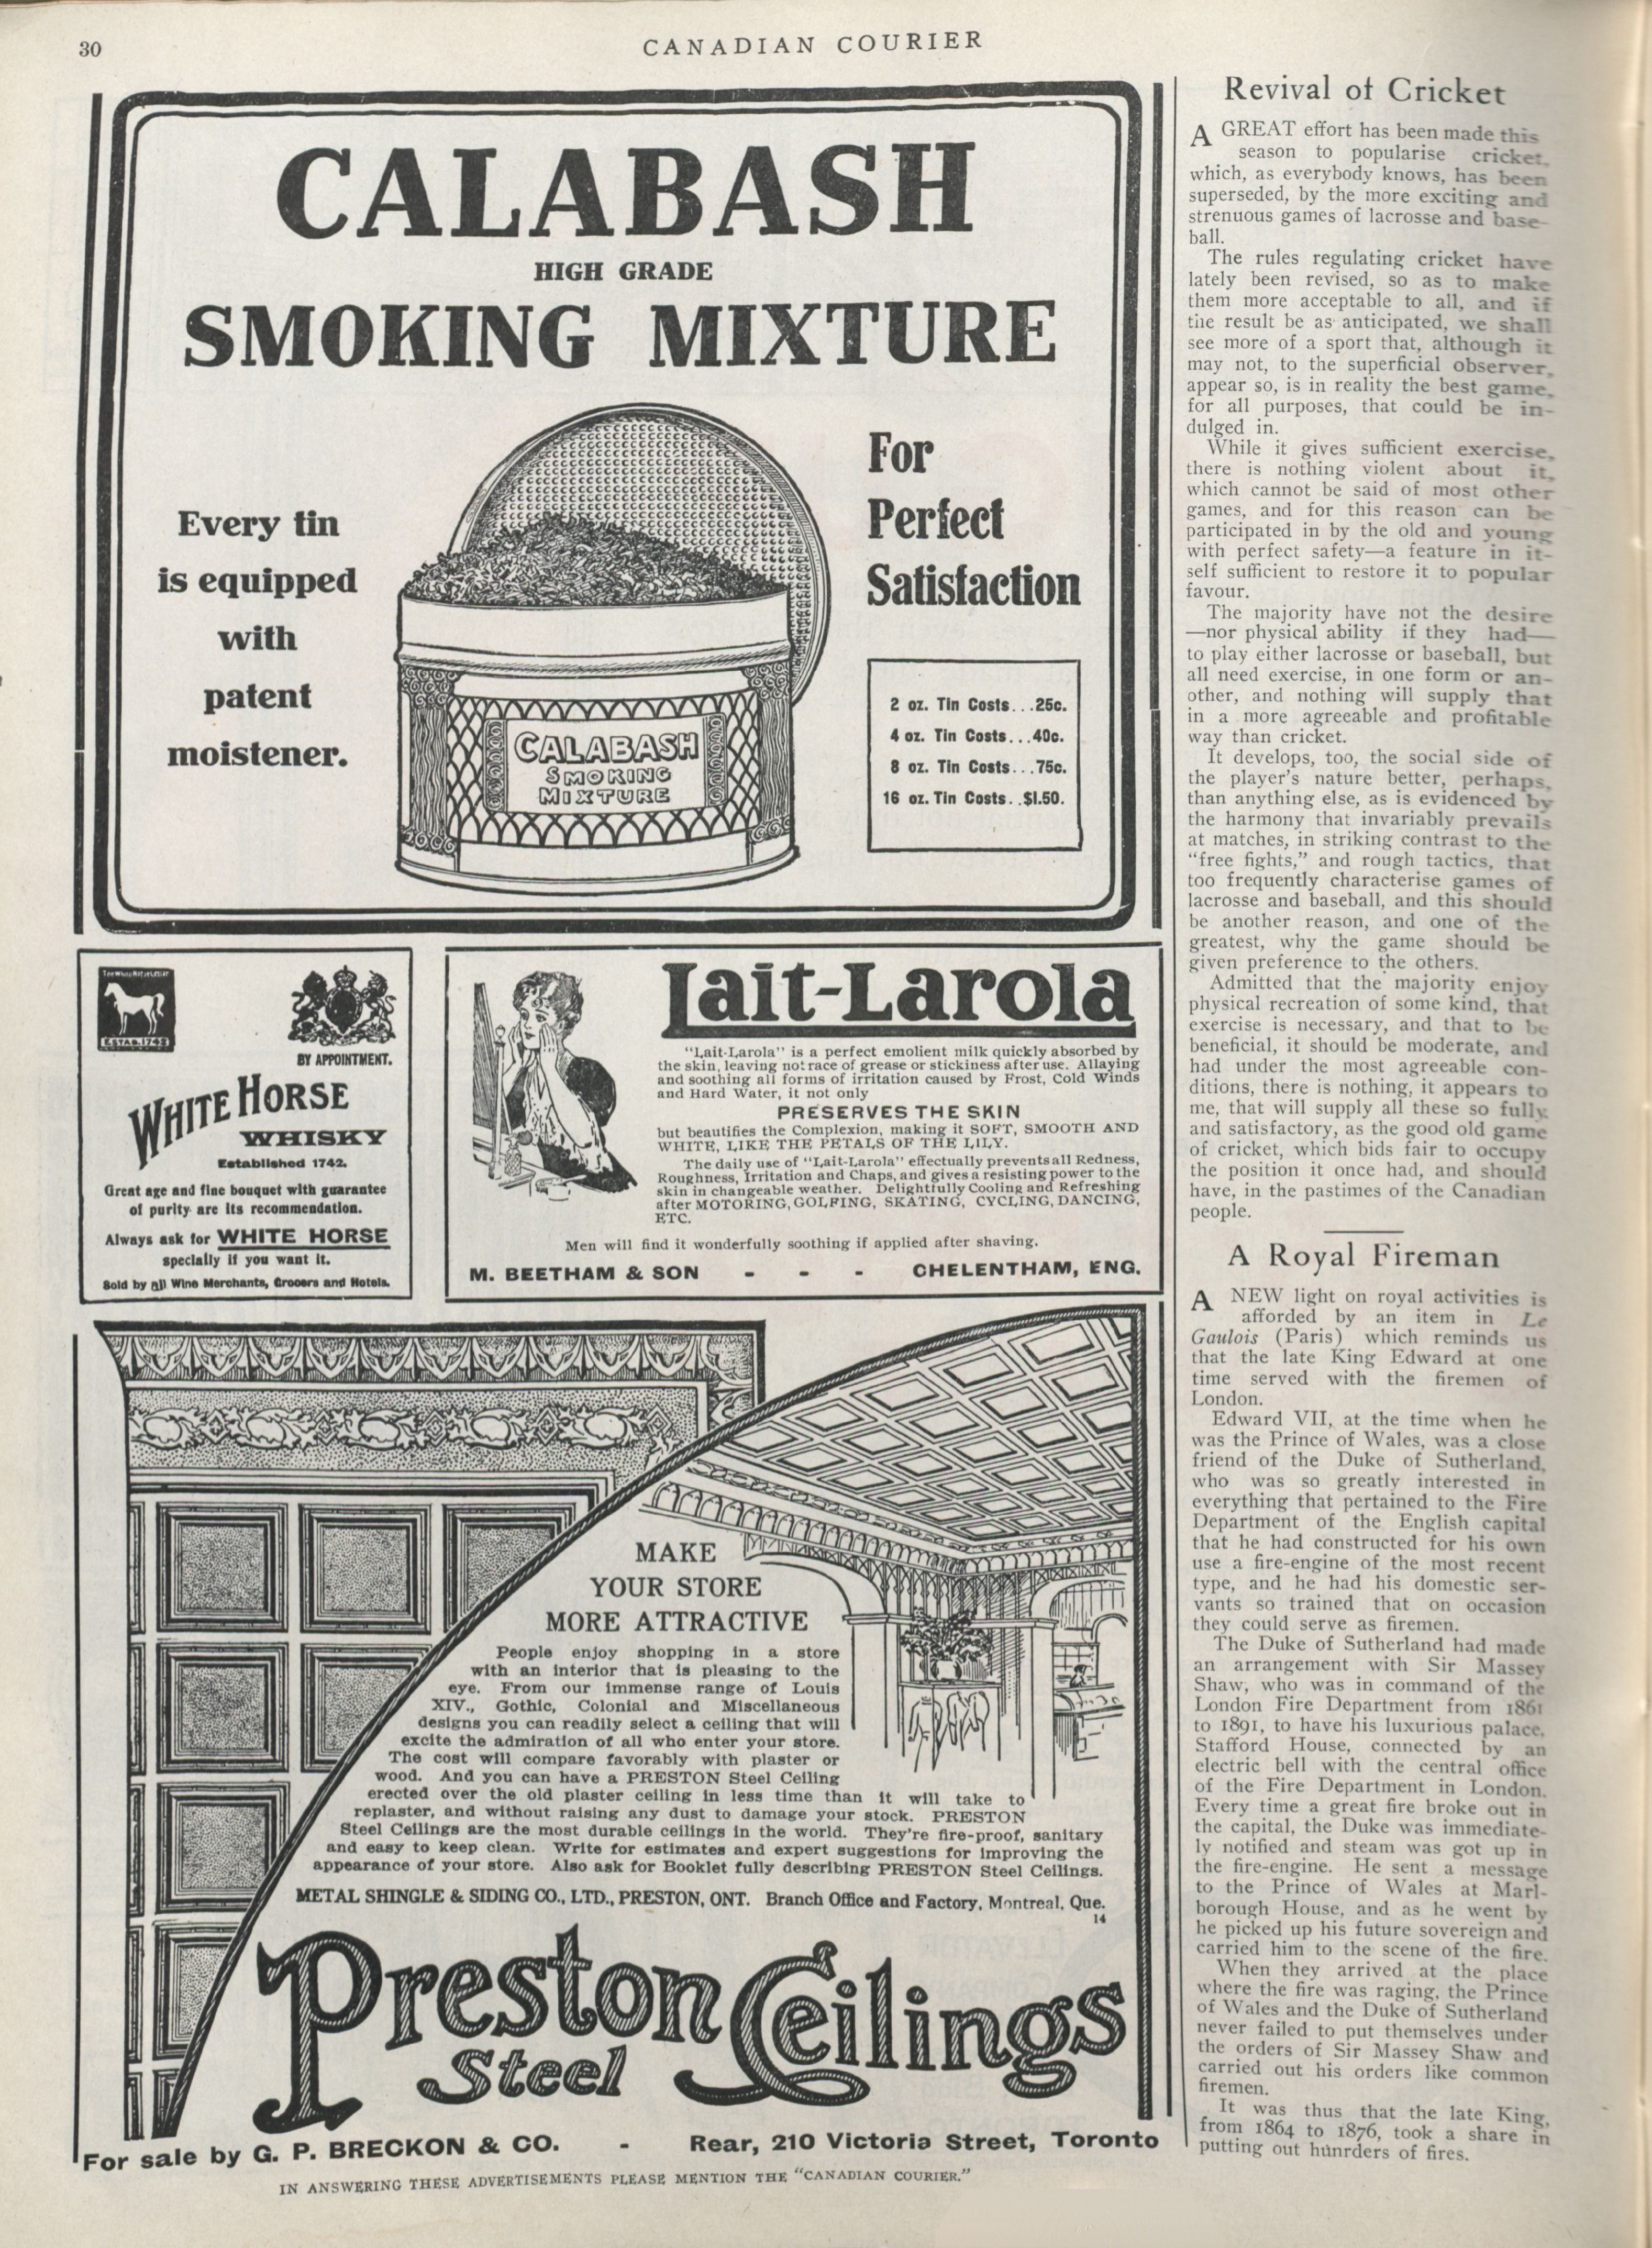 30
CANADIAN COURIER
CALABASH
HIGH GRADE
SMOKING MIXTURE
Every tin
is equipped
with
patent
moistener.
CALABASH
SMOKING
MIXTURE
For
Perfect
Satisfaction
2 oz. Tin Costs...25c.
4 oz. Tin Costs...40c.
8 oz. Tin Costs...75c.
16 oz. Tin Costs..$1.50.
ESTAB. 1742
BY APPOINTMENT.
WHITE HORSE
WHISKY
Established 1742.
Great age and fine bouquet with guarantee
of purity are its recommendation.
Always ask for WHITE HORSE
specially if you want it.
Sold by all Wine Merchants, Grocers and Hotels.
Lait-Larola
"Lait-Larola" is a perfect emolient milk quickly absorbed by
the skin, leaving not race of grease or stickiness after use. Allaying
and soothing all forms of irritation caused by Frost, Cold Winds
and Hard Water, it not only
PRESERVES THE SKIN
but beautifies the Complexion, making it SOFT, SMOOTH AND
WHITE, LIKE THE PETALS OF THE LILY.
The daily use of "Lait-Larola" effectually prevents all Redness,
Roughness, Irritation and Chaps, and gives a resisting power to the
skin in changeable weather. Delightfully Cooling and Refreshing
after MOTORING, GOLFING, SKATING, CYCLING, DANCING,
ETC.
Men will find it wonderfully soothing if applied after shaving.
M. BEETHAM & SON - - - CHELENTHAM, ENG.
MAKE
YOUR STORE
MORE ATTRACTIVE
People enjoy shopping in a store
with an interior that is pleasing to the
eye. From our immense range of Louis
XIV., Gothic, Colonial and Miscellaneous
designs you can readily select a ceiling that will
excite the admiration of all who enter your store.
The cost will compare favorably with plaster or
wood. And you can have a PRESTON Steel Ceiling
erected over the old plaster ceiling in less time than it will take to
replaster, and without raising any dust to damage your stock. PRESTON
Steel Ceilings are the most durable ceilings in the world. They're fire-proof, sanitary
and easy to keep clean. Write for estimates and expert suggestions for improving the
appearance of your store. Also ask for Booklet fully describing PRESTON Steel Ceilings.
METAL SHINGLE & SIDING CO., LTD., PRESTON, ONT. Branch Office and Factory, Montreal, Que.
14
Preston
Steel
Ceilings
For sale by G. P. BRECKON & CO. - Rear, 210 Victoria Street, Toronto
IN ANSWERING THESE ADVERTISEMENTS PLEASE MENTION THE "CANADIAN COURIER."
Revival of Cricket
A GREAT effort has been made this
season to popularise cricket,
which, as everybody knows, has been
superseded, by the more exciting and
strenuous games of lacrosse and base-
ball.
The rules regulating cricket have
lately been revised, so as to make
them more acceptable to all, and if
the result be as anticipated, we shall
see more of a sport that, although it
may not, to the superficial observer,
appear so, is in reality the best game,
for all purposes, that could be in-
dulged in.
While it gives sufficient exercise,
there is nothing violent about it,
which cannot be said of most other
games, and for this reason can be
participated in by the old and young
with perfect safety—a feature in it-
self sufficient to restore it to popular
favour.
The majority have not the desire
—nor physical ability if they had—
to play either lacrosse or baseball, but
all need exercise, in one form or an-
other, and nothing will supply that
in a more agreeable and profitable
way than cricket.
It develops, too, the social side of
the player's nature better, perhaps,
than anything else, as is evidenced by
the harmony that invariably prevails
at matches, in striking contrast to the
"free fights," and rough tactics, that
too frequently characterise games of
lacrosse and baseball, and this should
be another reason, and one of the
greatest, why the game should be
given preference to the others.
Admitted that the majority enjoy
physical recreation of some kind, that
exercise is necessary, and that to be
beneficial, it should be moderate, and
had under the most agreeable con-
ditions, there is nothing, it appears to
me, that will supply all these so fully
and satisfactory, as the good old game
of cricket, which bids fair to occupy
the position it once had, and should
have, in the pastimes of the Canadian
people.
A Royal Fireman
A NEW light on royal activities is
afforded by an item in Le
Gaulois (Paris) which reminds us
that the late King Edward at one
time served with the firemen of
London.
Edward VII, at the time when he
was the Prince of Wales, was a close
friend of the Duke of Sutherland,
who was so greatly interested in
everything that pertained to the Fire
Department of the English capital
that he had constructed for his own
use a fire-engine of the most recent
type, and he had his domestic ser-
vants so trained that on occasion
they could serve as firemen.
The Duke of Sutherland had made
an arrangement with Sir Massey
Shaw, who was in command of the
London Fire Department from 1861
to 1891, to have his luxurious palace,
Stafford House, connected by an
electric bell with the central office
of the Fire Department in London.
Every time a great fire broke out in
the capital, the Duke was immediate-
ly notified and steam was got up in
the fire-engine. He sent a message
to the Prince of Wales at Marl-
borough House, and as he went by
he picked up his future sovereign and
carried him to the scene of the fire.
When they arrived at the place
where the fire was raging, the Prince
of Wales and the Duke of Sutherland
never failed to put themselves under
the orders of Sir Massey Shaw and
carried out his orders like common
firemen.
It was thus that the late King,
from 1864 to 1876, took a share in
putting out hunrders of fires.